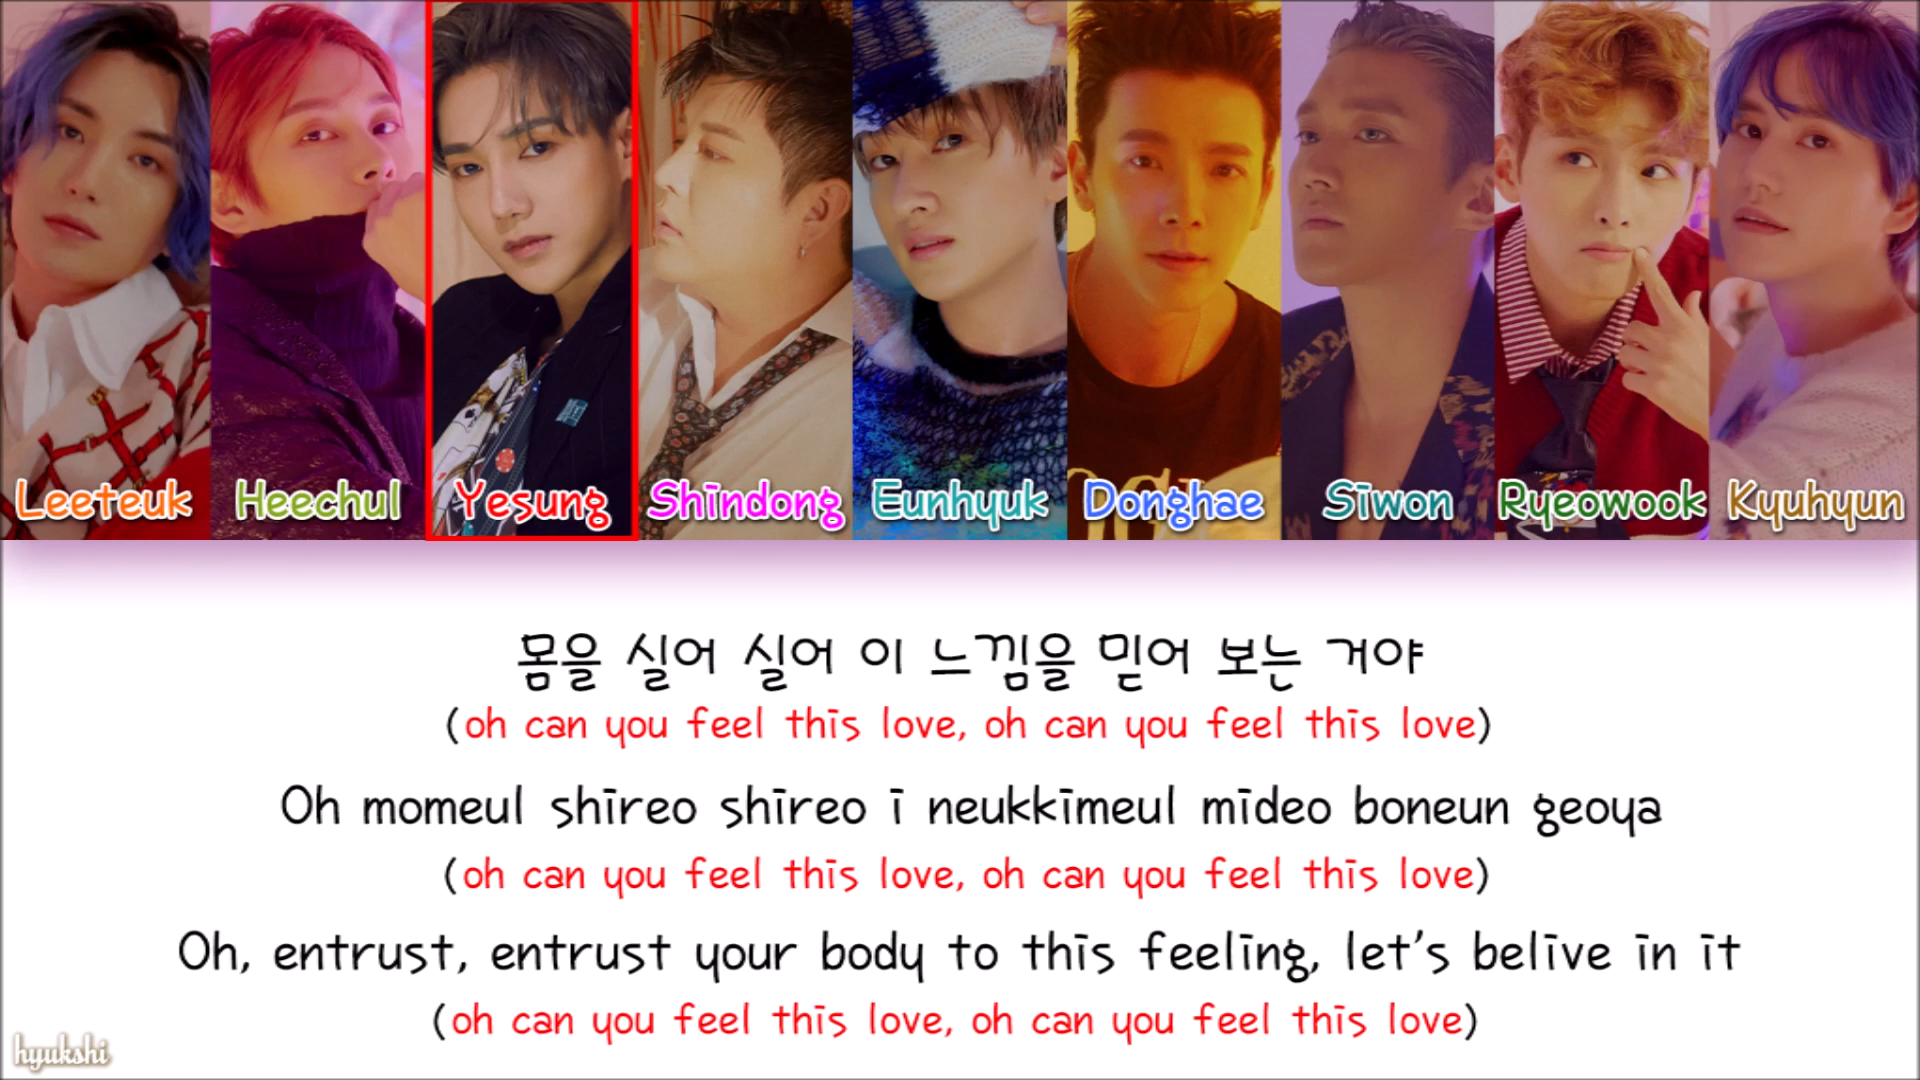 Leeteuk Heechul Yesung Shindong Eunhyuk Donghae Siwon Ryeowook Kyuhyun
몸을 실어 실어 이 느낌을 믿어 보는 거야
(oh can you feel this love, oh can you feel this love)
Oh momeul shireo shireo i neukkimeul mideo boneun geoya
(oh can you feel this love, oh can you feel this love)
Oh, entrust, entrust your body to this feeling, let's belive in it
(oh can you feel this love, oh can you feel this love)
hyukshi